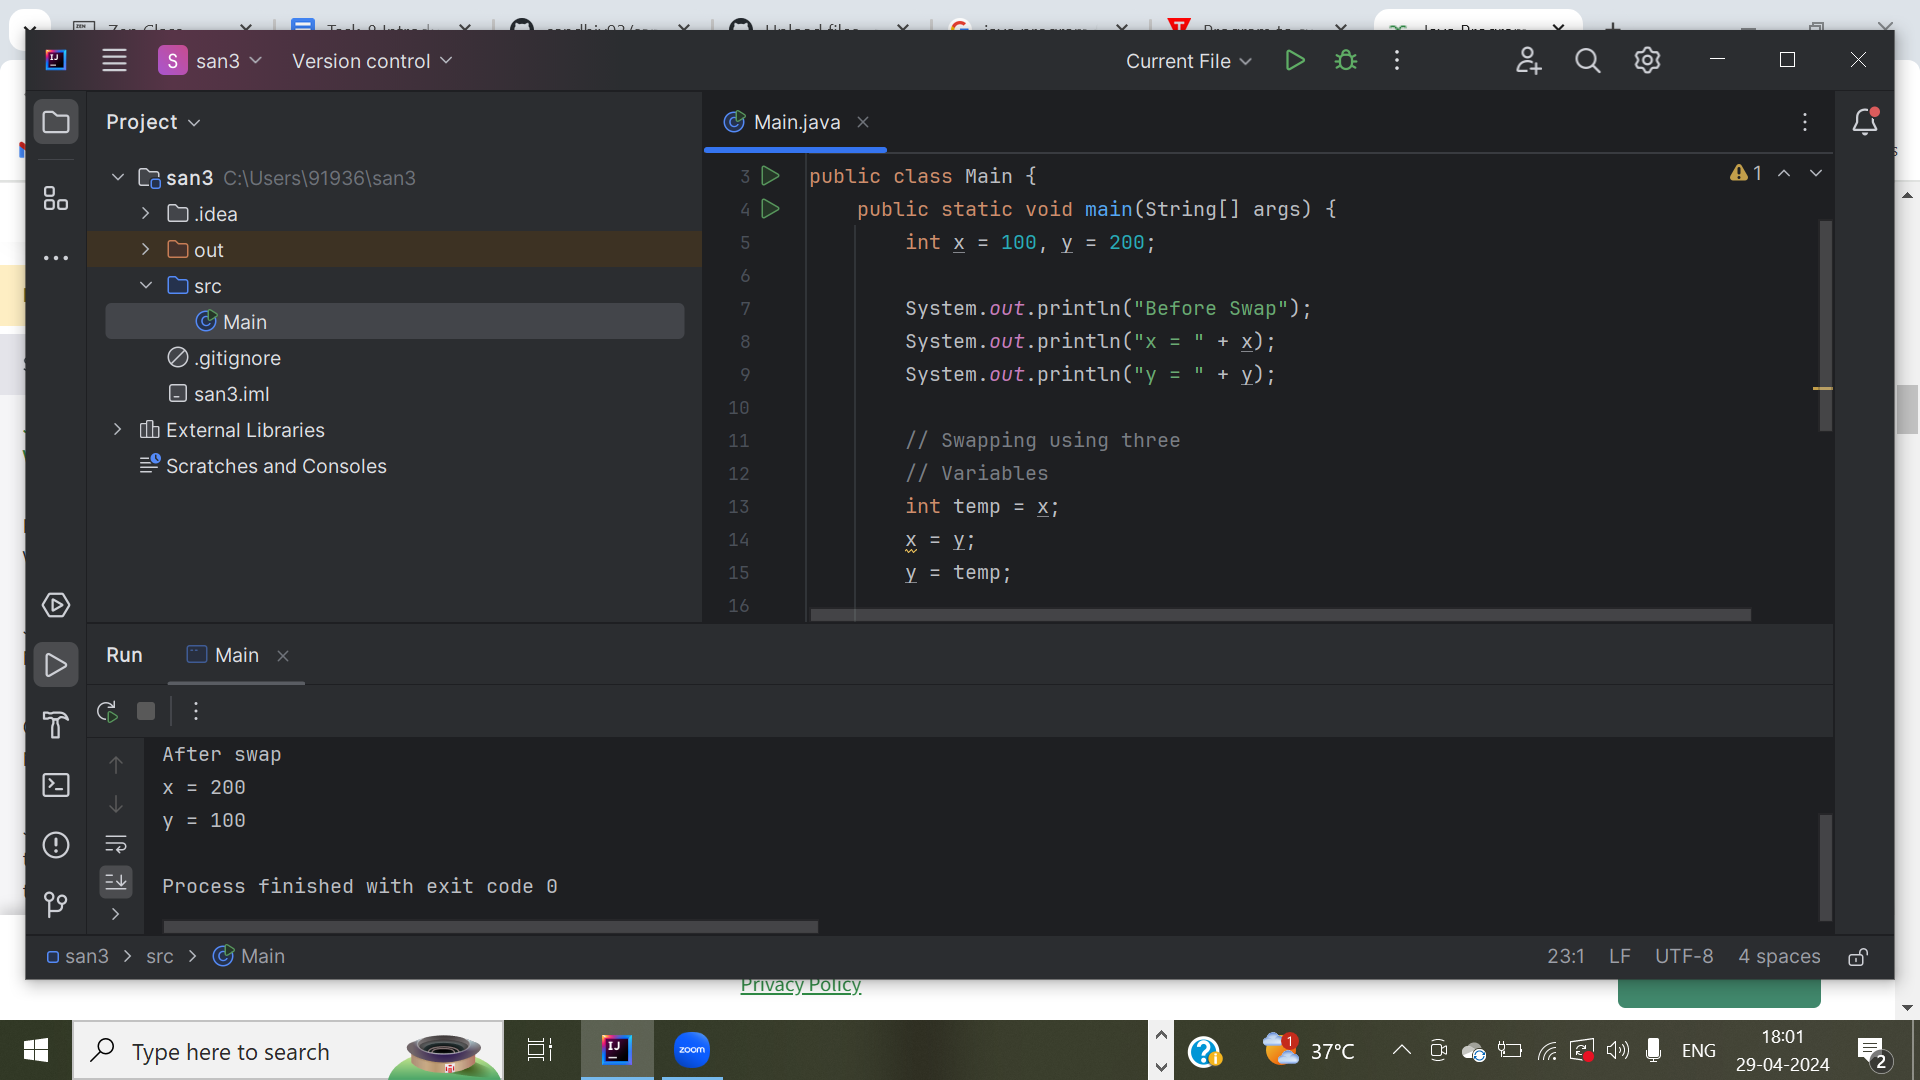 S san3 Version control Current File
Project
Main.java
san3 C:\Users\91936\san3
.idea
out
src
Main
.gitignore
san3.iml
External Libraries
Scratches and Consoles
1
3 public class Main {
4 public static void main(String[] args) {
5 int x = 100, y = 200;
6
7 System.out.println("Before Swap");
8 System.out.println("x = " + x);
9 System.out.println("y = " + y);
10
11 // Swapping using three
12 // Variables
13 int temp = x;
14 x = y;
15 y = temp;
16
Run Main
After swap
x = 200
y = 100
Process finished with exit code 0
san3 > src > Main
23:1 LF UTF-8 4 spaces
Privacy Policy
Type here to search
zoom
1
37°C
ENG
18:01
29-04-2024
2